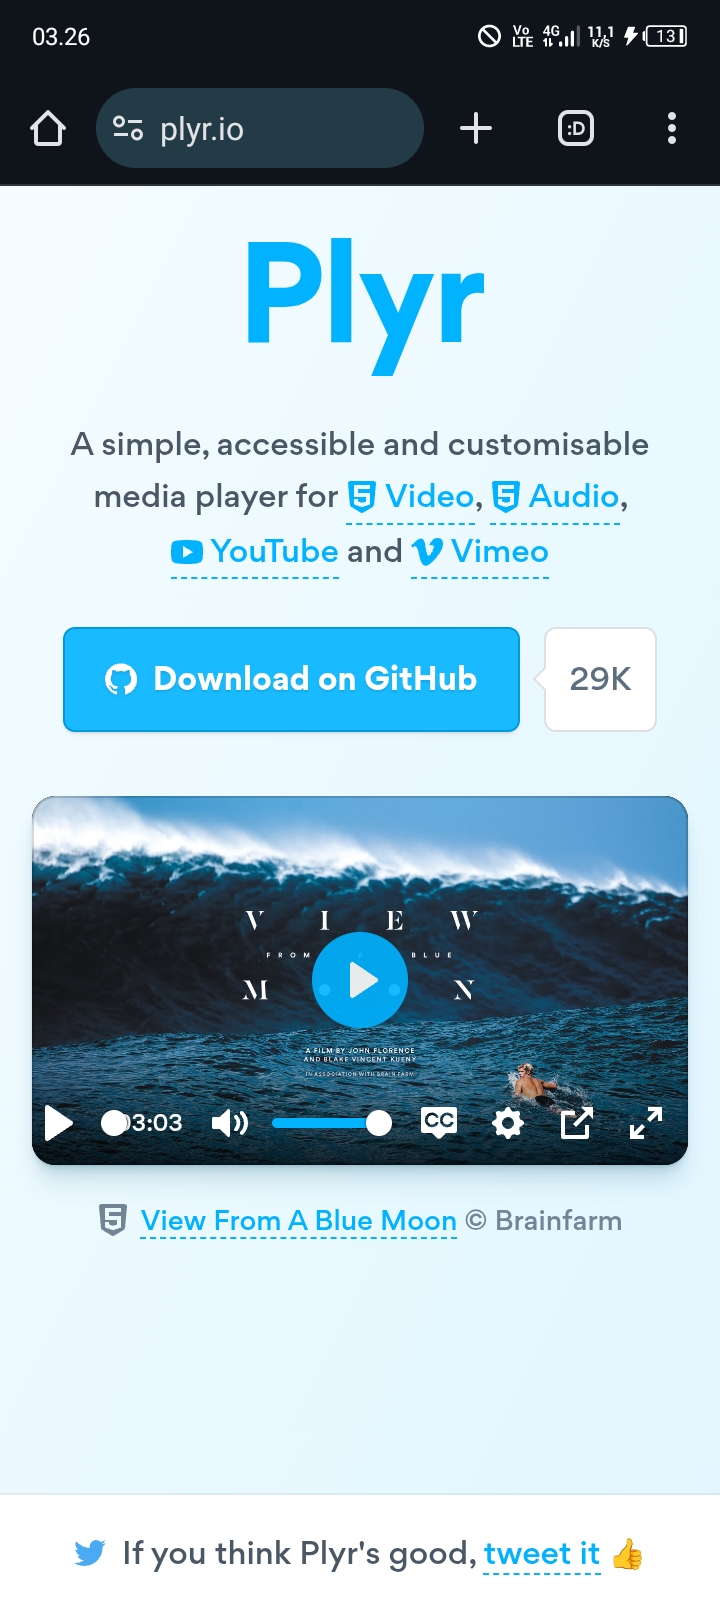 03.26
Vo LTE 4G 11,1 K/S 13
plyr.io :D
Plyr
A simple, accessible and customisable
media player for Video, Audio,
YouTube and Vimeo
Download on GitHub 29K
V I E W
FROM BLUE
M N
A FILM BY JOHN FLORENCE
AND BLAKE VINCENT KUENY
IN ASSOCIATION WITH BRAIN FARM
03:03 CC
View From A Blue Moon © Brainfarm
If you think Plyr's good, tweet it 👍